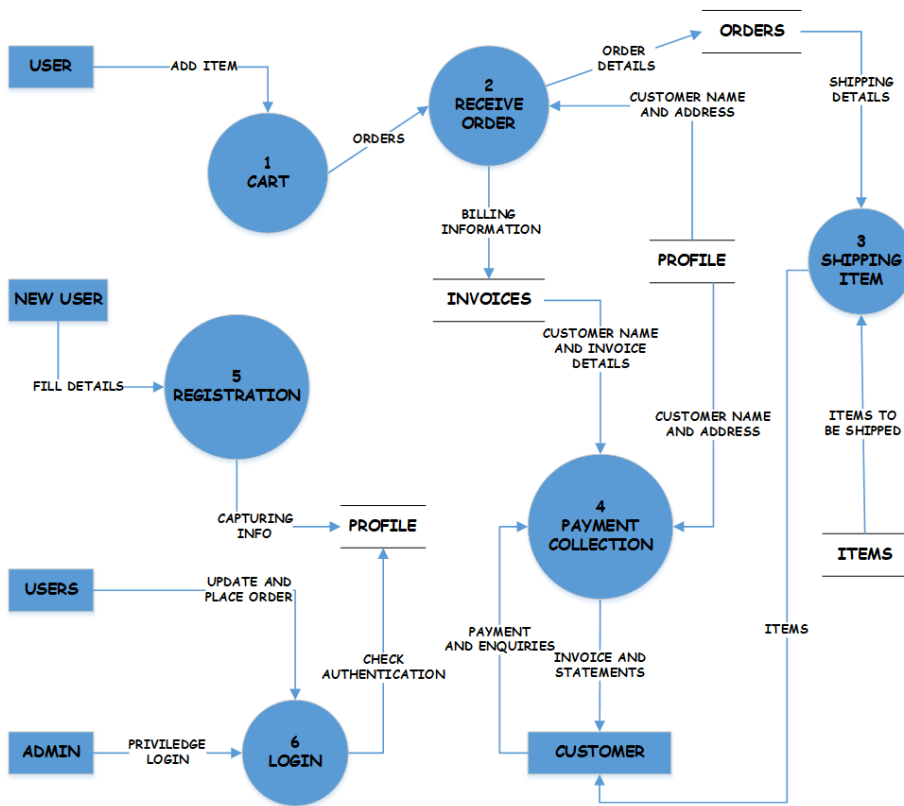 ORDERS
USER
ADD ITEM
ORDER
DETAILS
SHIPPING
DETAILS
2
RECEIVE
ORDER
CUSTOMER NAME
AND ADDRESS
ORDERS
1
CART
BILLING
INFORMATION
3
SHIPPING
ITEM
PROFILE
NEW USER
INVOICES
CUSTOMER NAME
AND INVOICE
DETAILS
5
REGISTRATION
FILL DETAILS
CUSTOMER NAME
AND ADDRESS
ITEMS TO
BE SHIPPED
4
PAYMENT
COLLECTION
CAPTURING
INFO
PROFILE
ITEMS
USERS
UPDATE AND
PLACE ORDER
PAYMENT
AND ENQUIRIES
ITEMS
INVOICE AND
STATEMENTS
CHECK
AUTHENTICATION
ADMIN
PRIVILEDGE
LOGIN
6
LOGIN
CUSTOMER